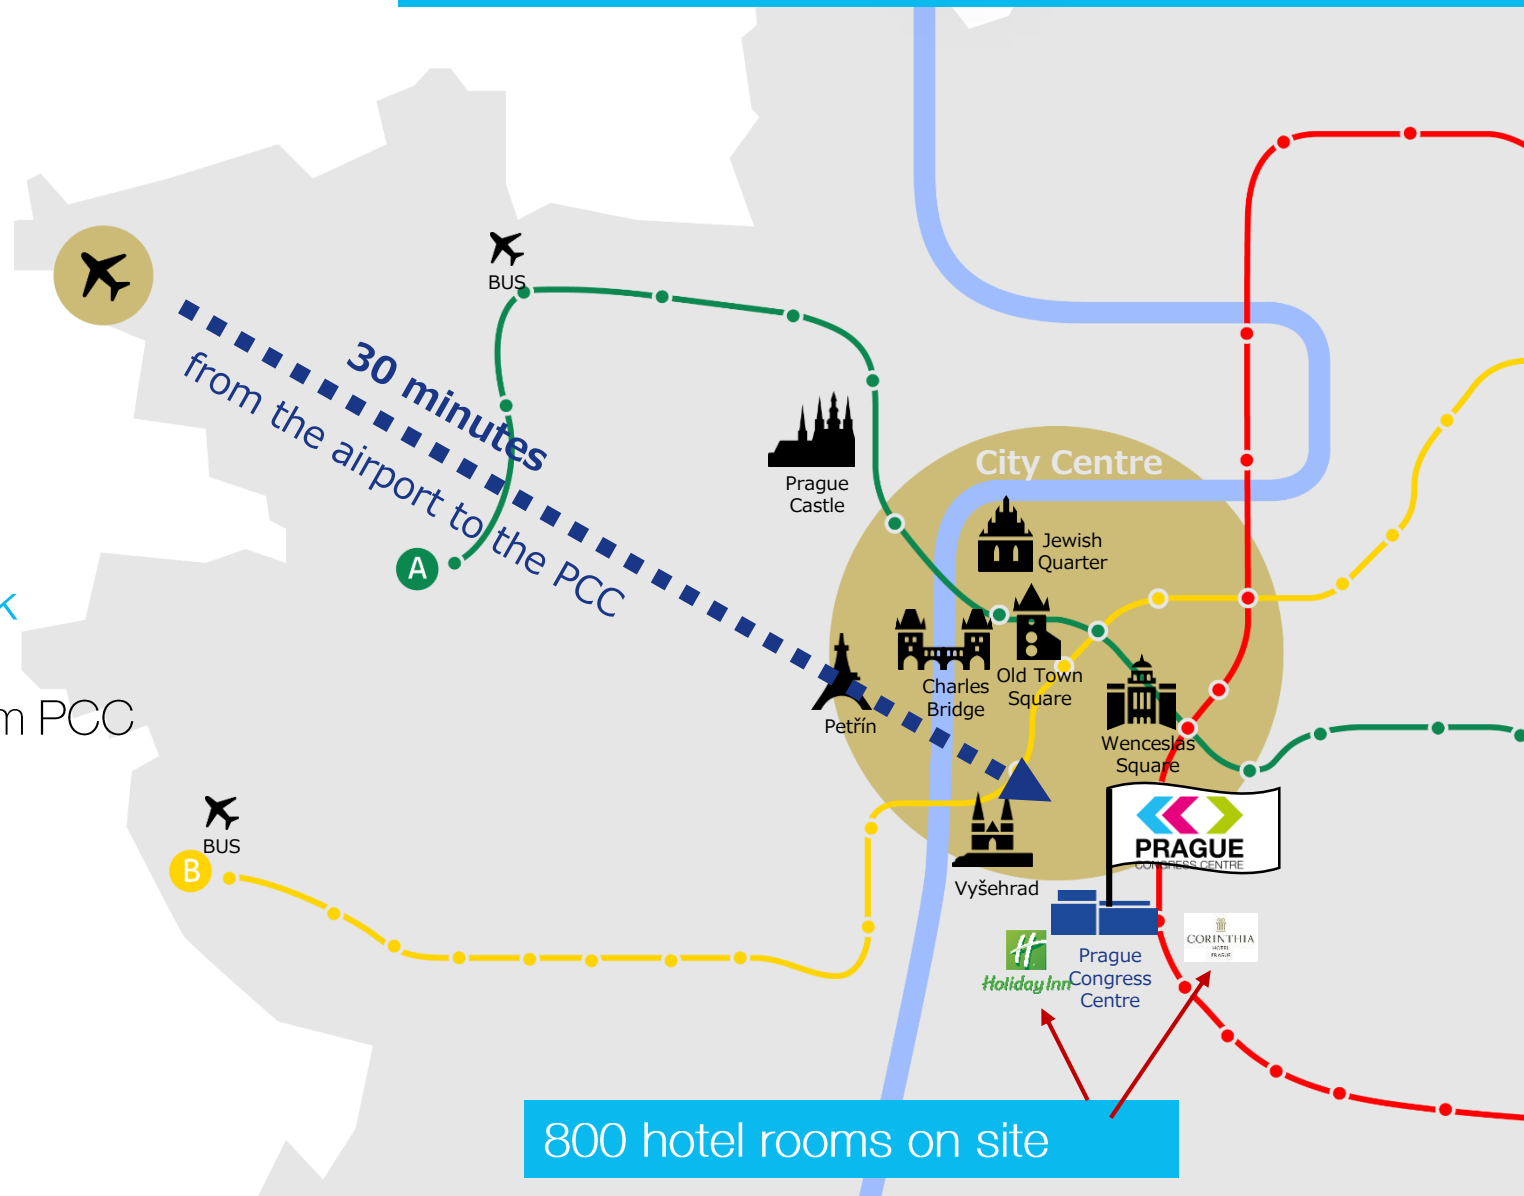 BUS
30 minutes
from the airport to the PCC
City Centre
Prague
Castle
Jewish
Quarter
A
Charles
Bridge
Old Town
Square
Petřín
Wenceslas
Square
m PCC
BUS
B
PRAGUE
CONGRESS CENTRE
Vyšehrad
Holiday Inn
Prague
Congress
Centre
CORINTHIA
HOTEL
PRAGUE
800 hotel rooms on site